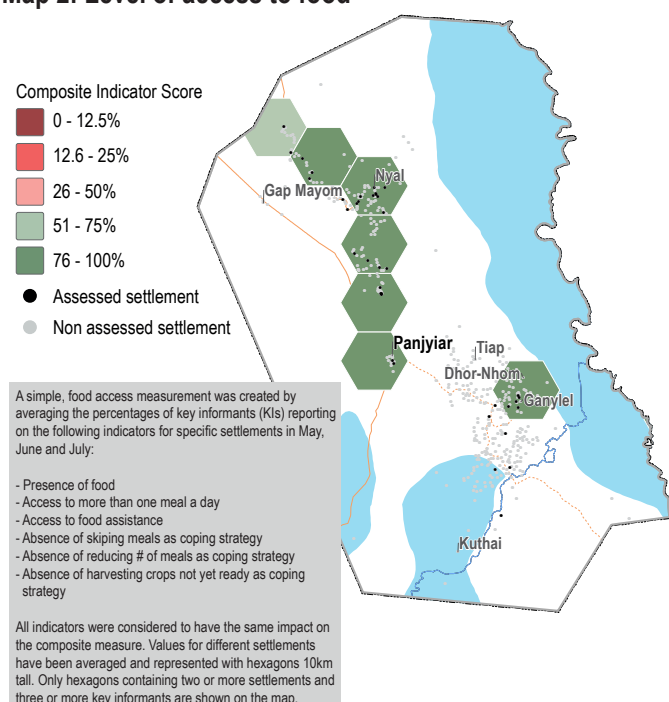 Map 2: Level of access to food
Composite Indicator Score
0 - 12.5%
12.6 - 25%
26 - 50%
51 - 75%
76 - 100%
Assessed settlement
Non assessed settlement
Nyal
Gap Mayom
Panjyiar
Tiap
Dhor-Nhom
Ganylel
Kuthai
A simple, food access measurement was created by
averaging the percentages of key informants (KIs) reporting
on the following indicators for specific settlements in May,
June and July:
- Presence of food
- Access to more than one meal a day
- Access to food assistance
- Absence of skiping meals as coping strategy
- Absence of reducing # of meals as coping strategy
- Absence of harvesting crops not yet ready as coping
strategy
All indicators were considered to have the same impact on
the composite measure. Values for different settlements
have been averaged and represented with hexagons 10km
tall. Only hexagons containing two or more settlements and
three or more key informants are shown on the map.